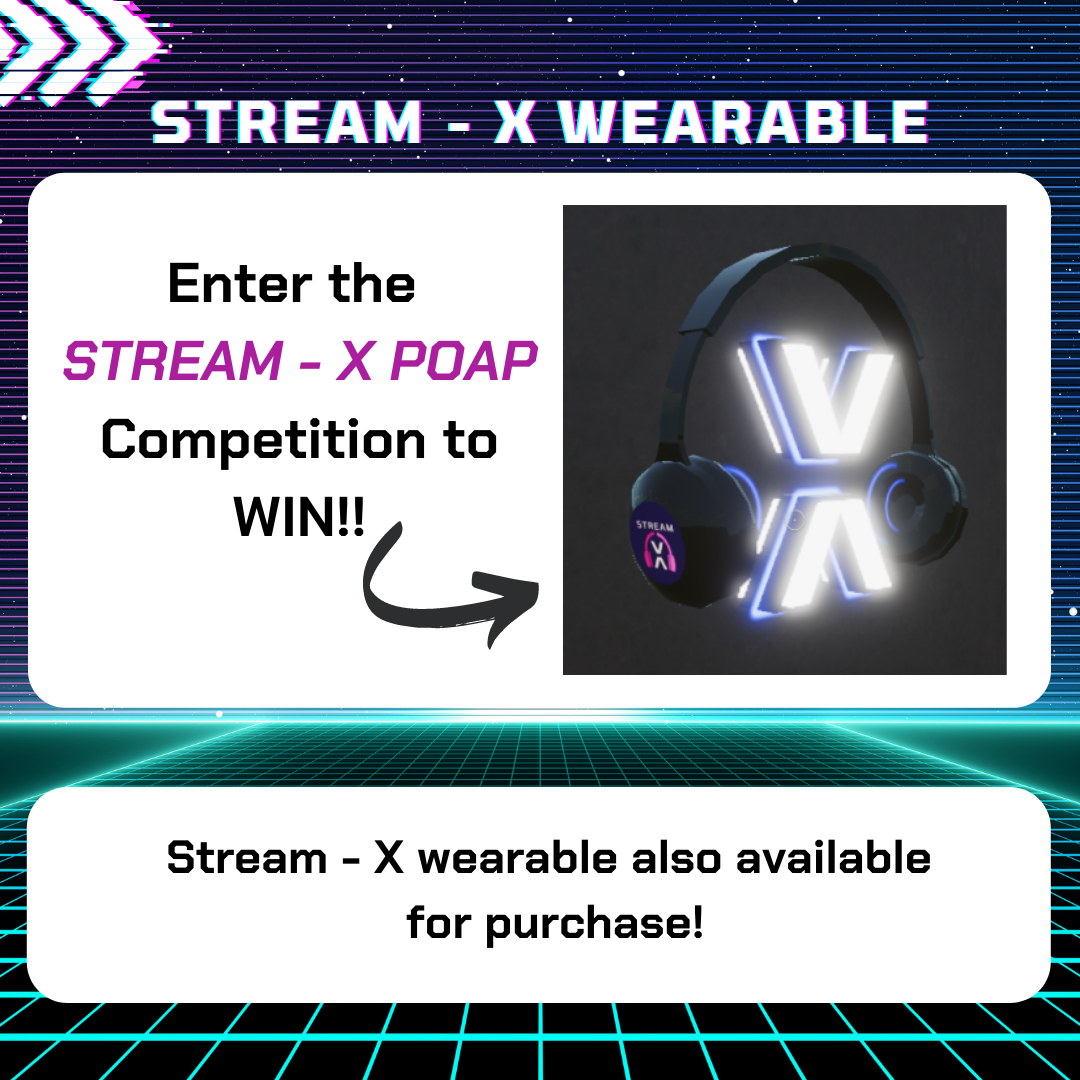 STREAM - X WEARABLE
Enter the
STREAM - X POAP
Competition to
WIN!!
STREAM
X
Stream - X wearable also available
for purchase!